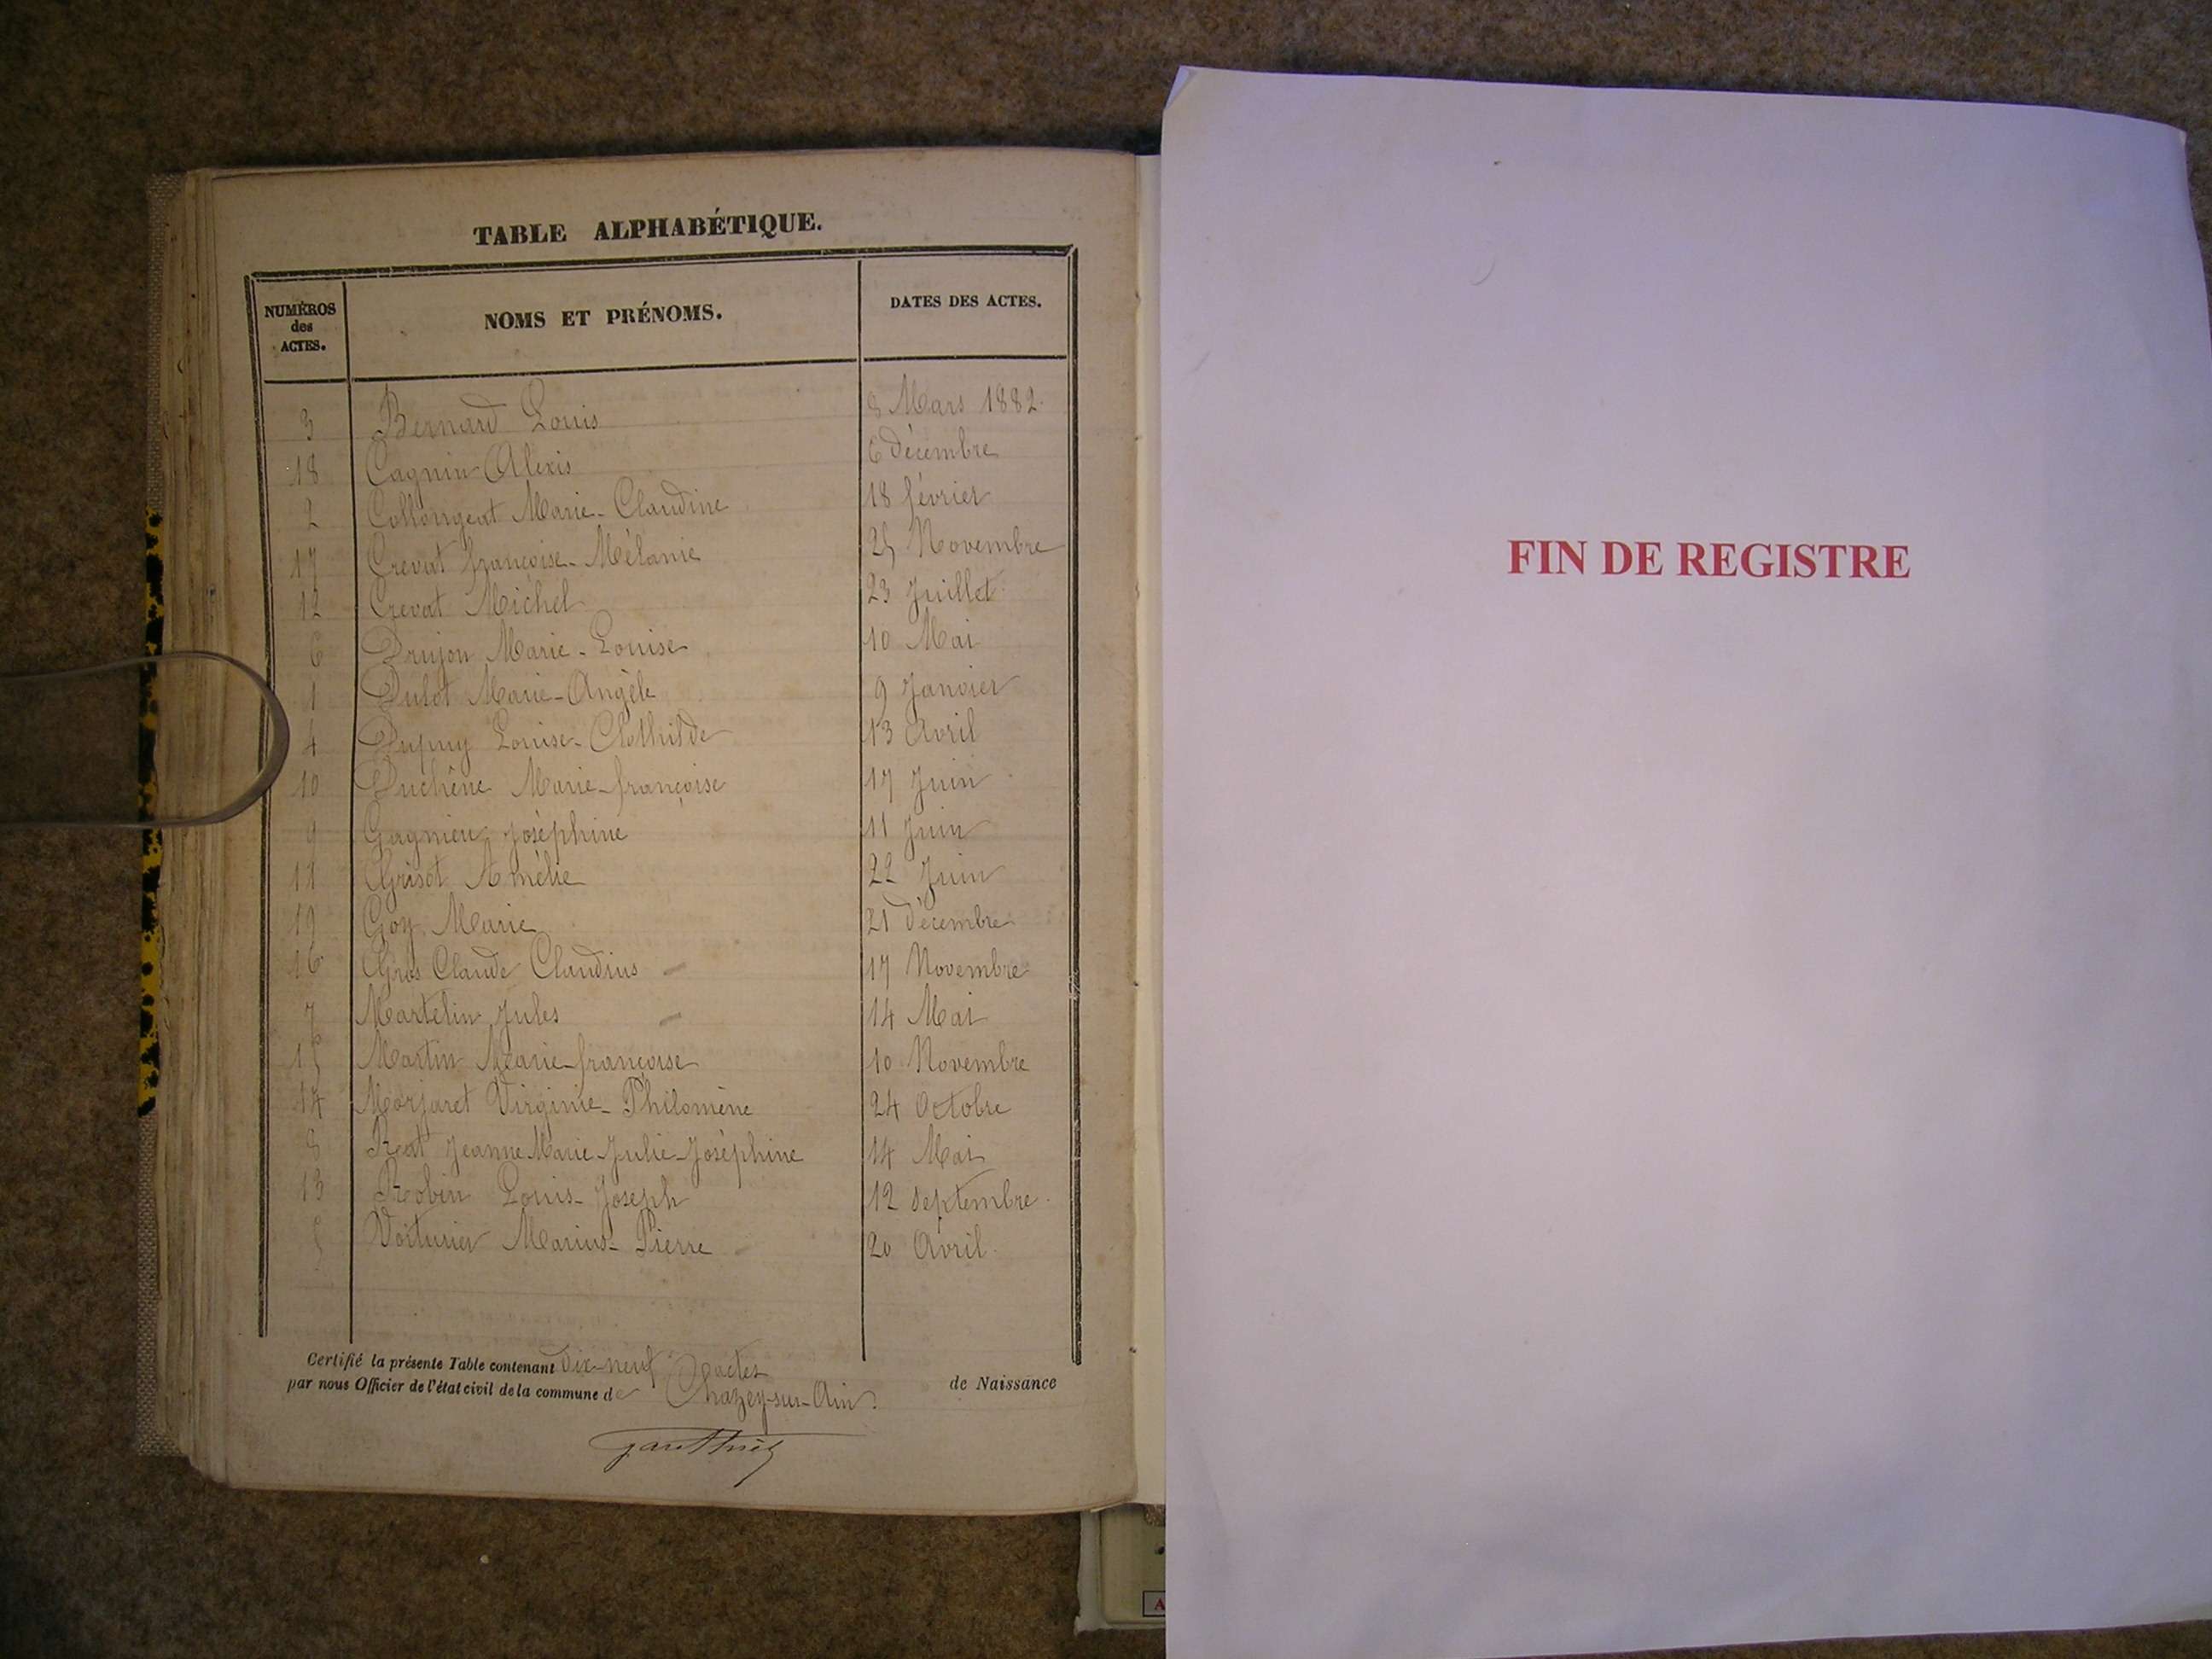 TABLE ALPHABÉTIQUE.
NUMÉROS des ACTES. NOMS ET PRÉNOMS. DATES DES ACTES.
3 Bernard Louis 8 Mars 1882.
18 Cagnin Alexis 6 décembre
2 Collongeat Marie-Claudine 18 février
17 Crevat françoise-Mélanie 25 Novembre
12 Crevat Michel 23 Juillet
6 Drujon Marie-Louise 10 Mai
1 Marie-Angèle 9 Janvier
4 Dupuy Louise-Clothilde 13 Avril
10 Duchêne Marie-françoise 17 Juin
9 Gagnieu Joséphine 11 Juin
11 Grisot Amélie 22 Juin
19 Goy Marie 21 décembre
16 Gros Claude Claudius 17 Novembre
7 Martelin Jules 14 Mai
15 Martin Marie-françoise 10 Novembre
14 Morjaret Virginie-Philomène 24 Octobre
8 Rat Jeanne Marie-Julie-Joséphine 14 Mai
13 Robin Louis-Joseph 12 septembre.
5 Voiturier Marius-Pierre 20 Avril.
Certifié la présente Table contenant Dix-neuf actes de Naissance
par nous Officier de l'état civil de la commune de Chazey-sur-Ain.
FIN DE REGISTRE
A